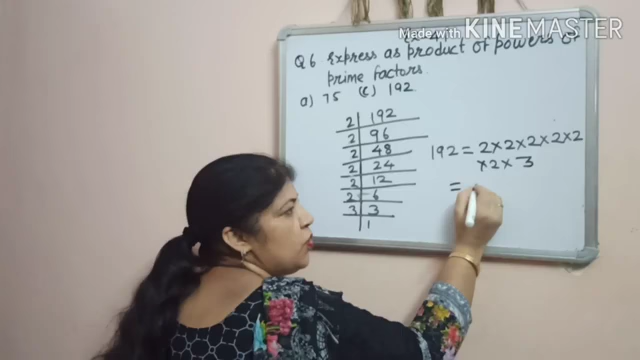 Made with KINEMASTER
Q6 Express as product of powers of
prime factors.
a) 75 (c) 192
2 192
2 96
2 48
2 24
2 12
2 6
3 3
1
192 = 2×2×2×2×2
×2×3
=